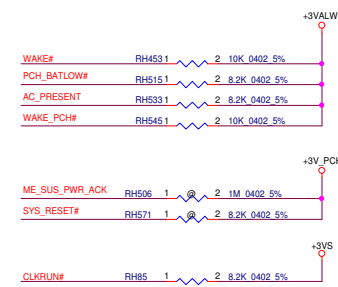 +3VALW
WAKE# RH453 1 2 10K_0402_5%
PCH_BATLOW# RH515 1 2 8.2K_0402_5%
AC_PRESENT RH533 1 2 8.2K_0402_5%
WAKE_PCH# RH545 1 2 10K_0402_5%
+3V_PCH
ME_SUS_PWR_ACK RH506 1 @ 2 1M_0402_5%
SYS_RESET# RH571 1 @ 2 8.2K_0402_5%
+3VS
CLKRUN# RH85 1 2 8.2K_0402_5%